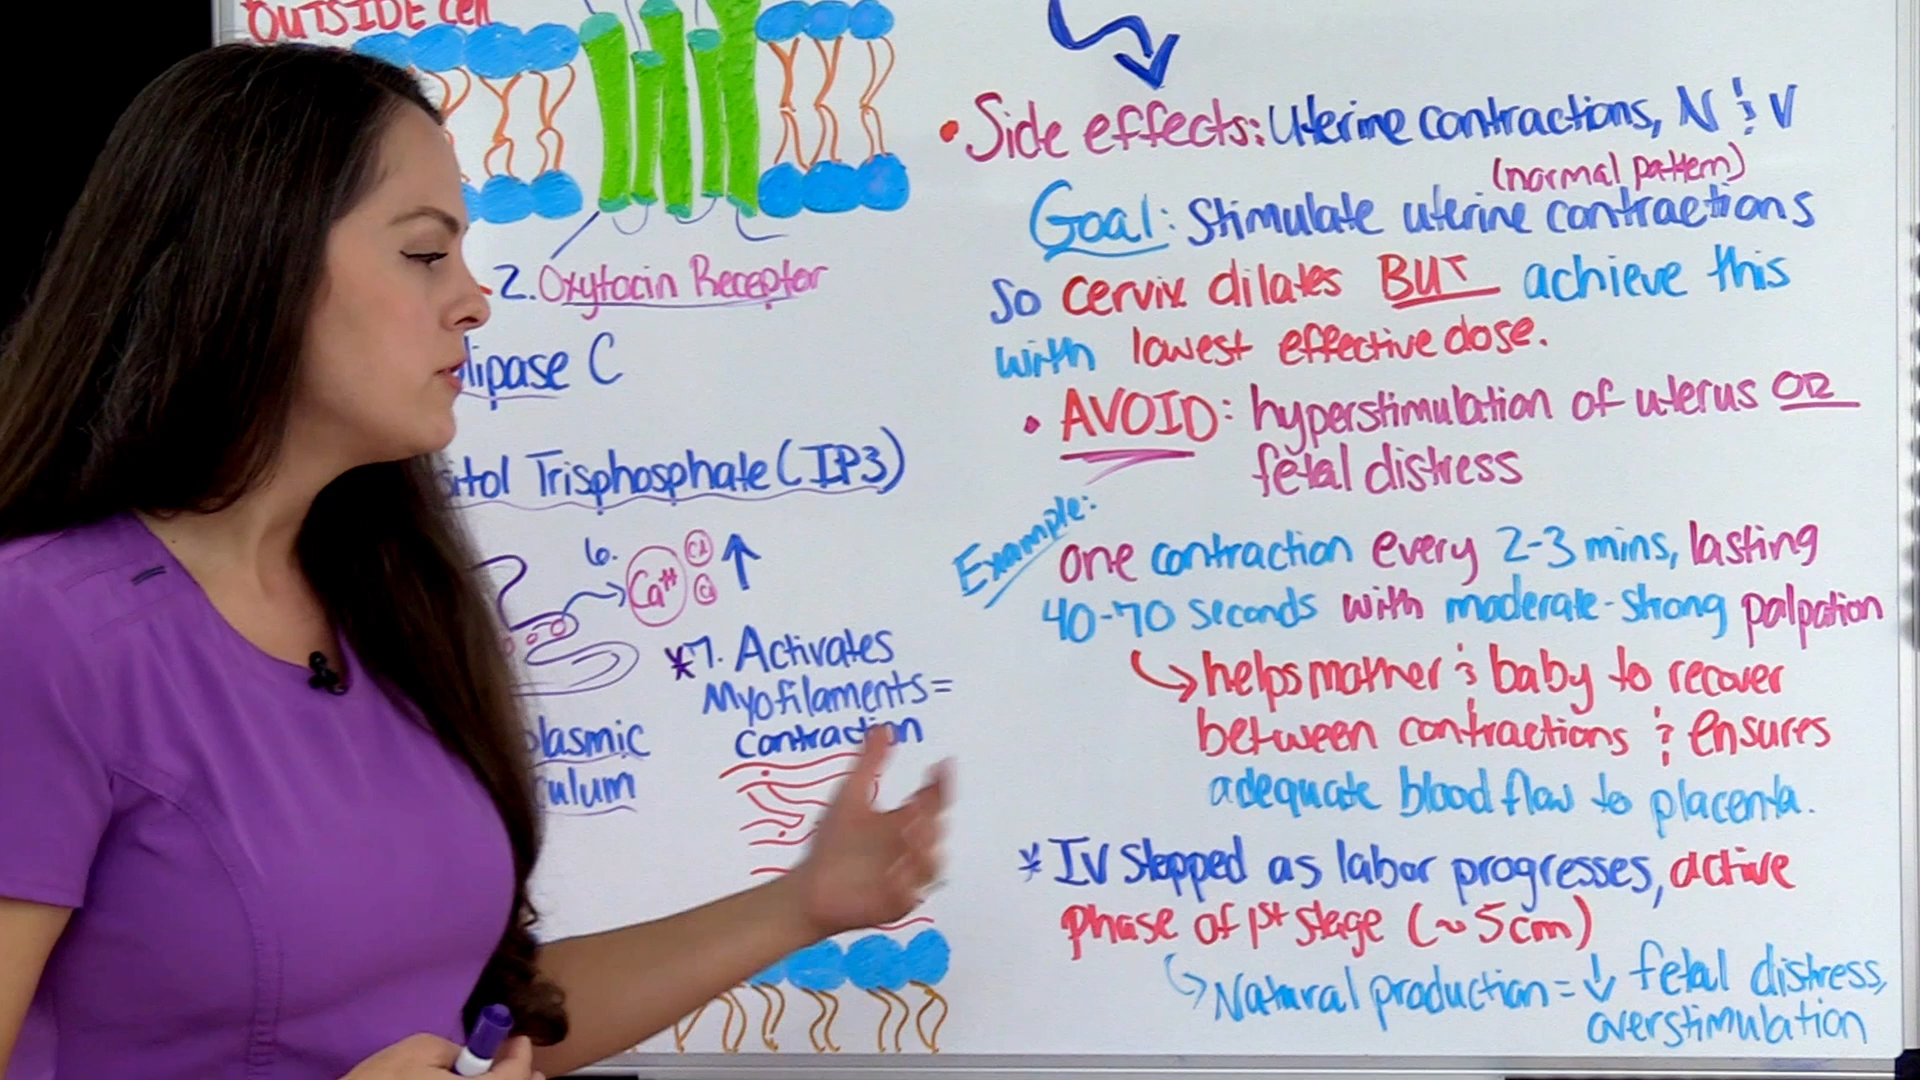 OUTSIDE Cell
2. Oxytocin Receptor
lipase C
sitol Trisphosphate (IP3)
6.
Ca++
*7. Activates
Myofilaments =
Contraction
plasmic
culum
• Side effects: Uterine contractions, N & V
(normal pattern)
Goal: Stimulate uterine contractions
So cervix dilates BUT achieve this
with lowest effective dose.
• AVOID: hyperstimulation of uterus OR
fetal distress
Example:
one contraction every 2-3 mins, lasting
40-70 seconds with moderate-strong palpation
↳ helps mother & baby to recover
between contractions & ensures
adequate blood flow to placenta.
* IV stopped as labor progresses, active
phase of 1st stage (~5cm)
↳ Natural production = ↓ fetal distress,
overstimulation